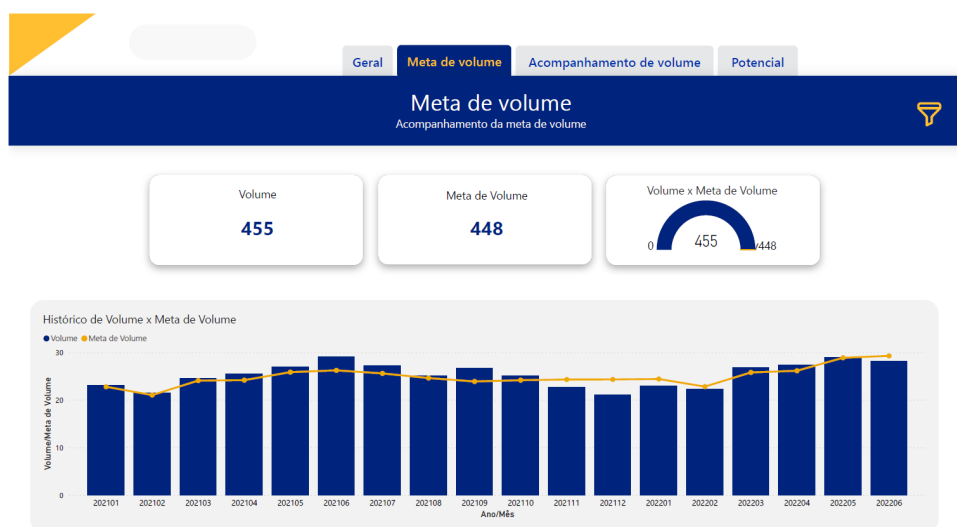 Geral Meta de volume Acompanhamento de volume Potencial
Meta de volume
Acompanhamento da meta de volume
Volume
455
Meta de Volume
448
Volume x Meta de Volume
455
0 448
Histórico de Volume x Meta de Volume
Volume Meta de Volume
Volume/Meta de Volume
30
20
10
0
202101 202102 202103 202104 202105 202106 202107 202108 202109 202110 202111 202112 202201 202202 202203 202204 202205 202206
Ano/Mês